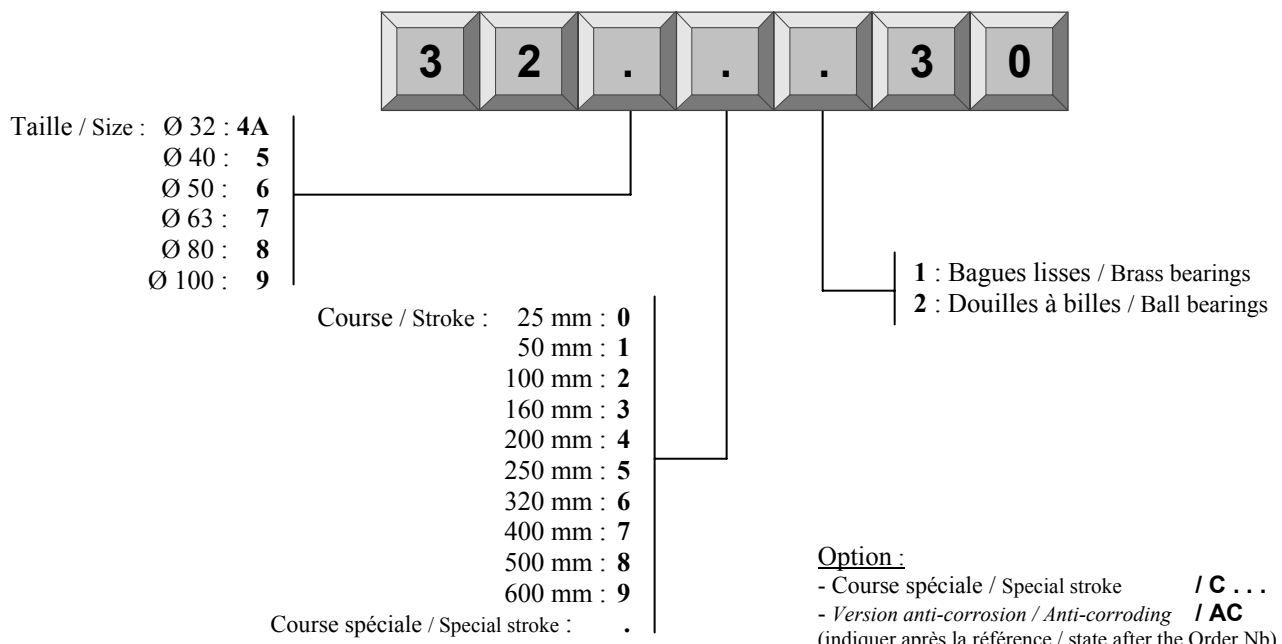 3 2 . . . 3 0
Taille / Size : Ø 32 : 4A
Ø 40 : 5
Ø 50 : 6
Ø 63 : 7
Ø 80 : 8
Ø 100 : 9
1 : Bagues lisses / Brass bearings
2 : Douilles à billes / Ball bearings
Course / Stroke : 25 mm : 0
50 mm : 1
100 mm : 2
160 mm : 3
200 mm : 4
250 mm : 5
320 mm : 6
400 mm : 7
500 mm : 8
600 mm : 9
Course spéciale / Special stroke : .
Option :
- Course spéciale / Special stroke / C . . .
- Version anti-corrosion / Anti-corroding / AC
(indiquer après la référence / state after the Order Nb)